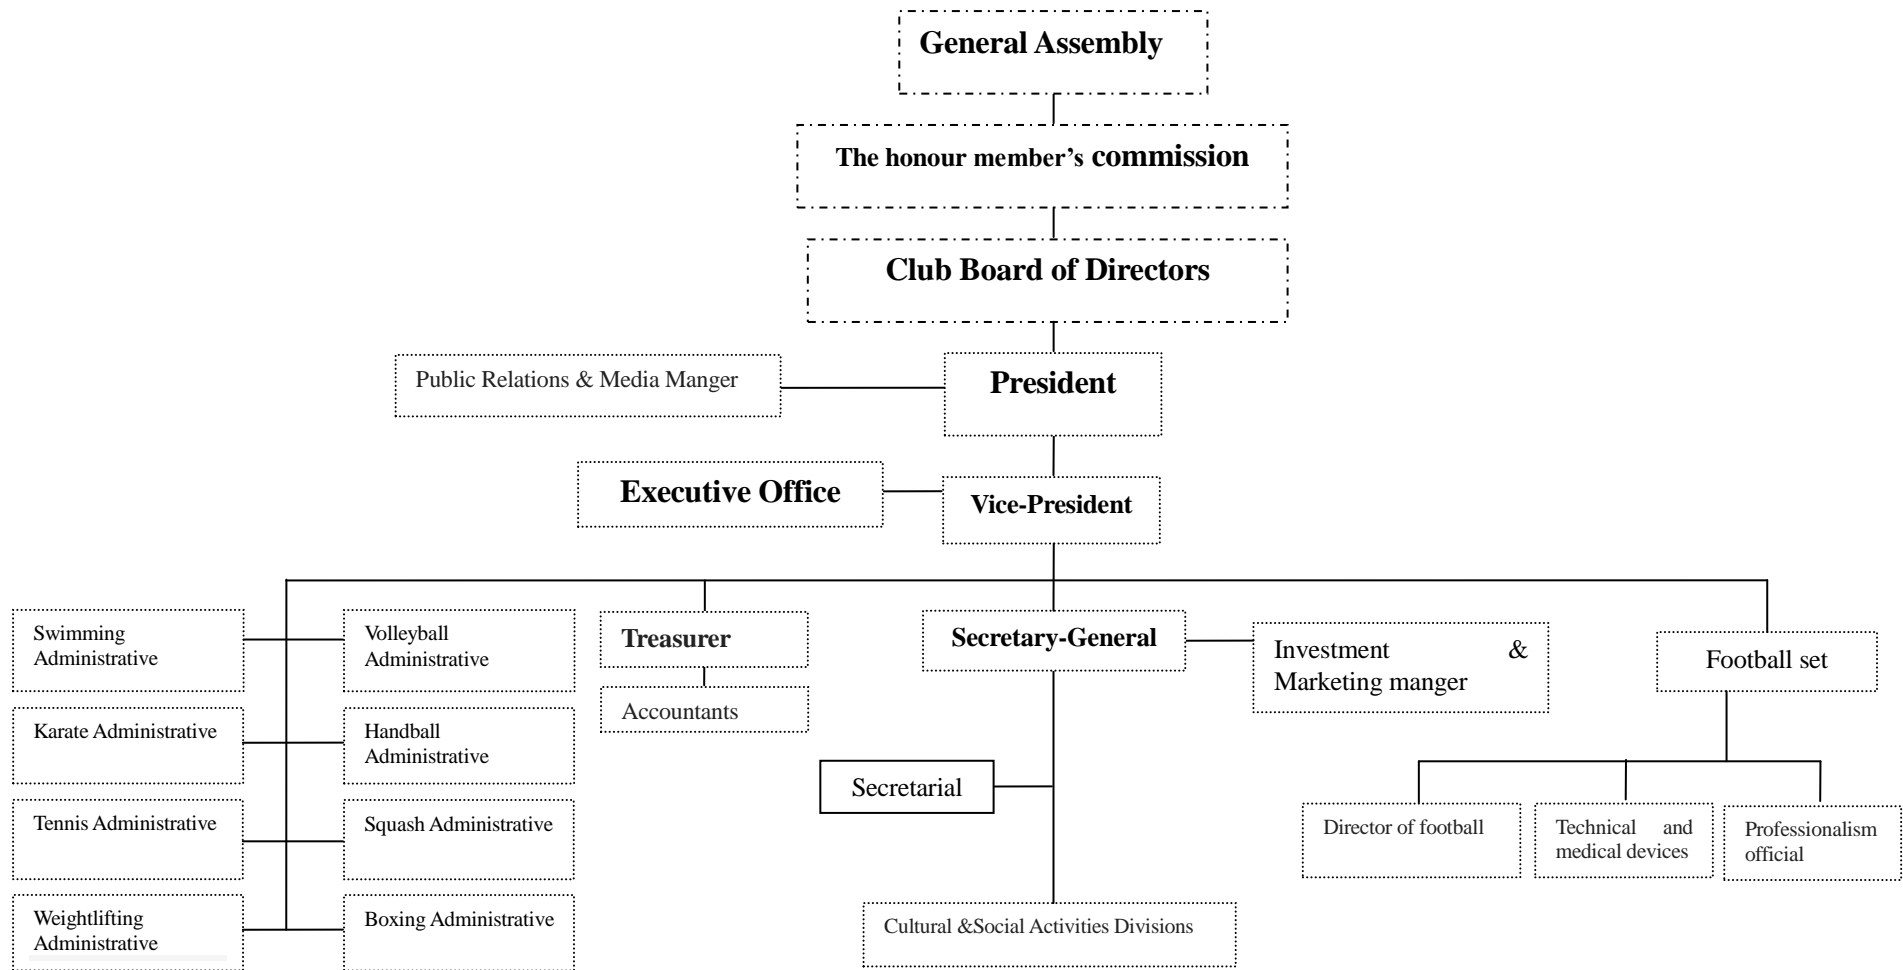 General Assembly
The honour member’s commission
Club Board of Directors
Public Relations & Media Manger
President
Executive Office
Vice-President
Swimming
Administrative
Volleyball
Administrative
Treasurer
Secretary-General
Investment &
Marketing manger
Football set
Karate Administrative
Handball
Administrative
Accountants
Secretarial
Tennis Administrative
Squash Administrative
Director of football
Technical and
medical devices
Professionalism
official
Weightlifting
Administrative
Boxing Administrative
Cultural &Social Activities Divisions